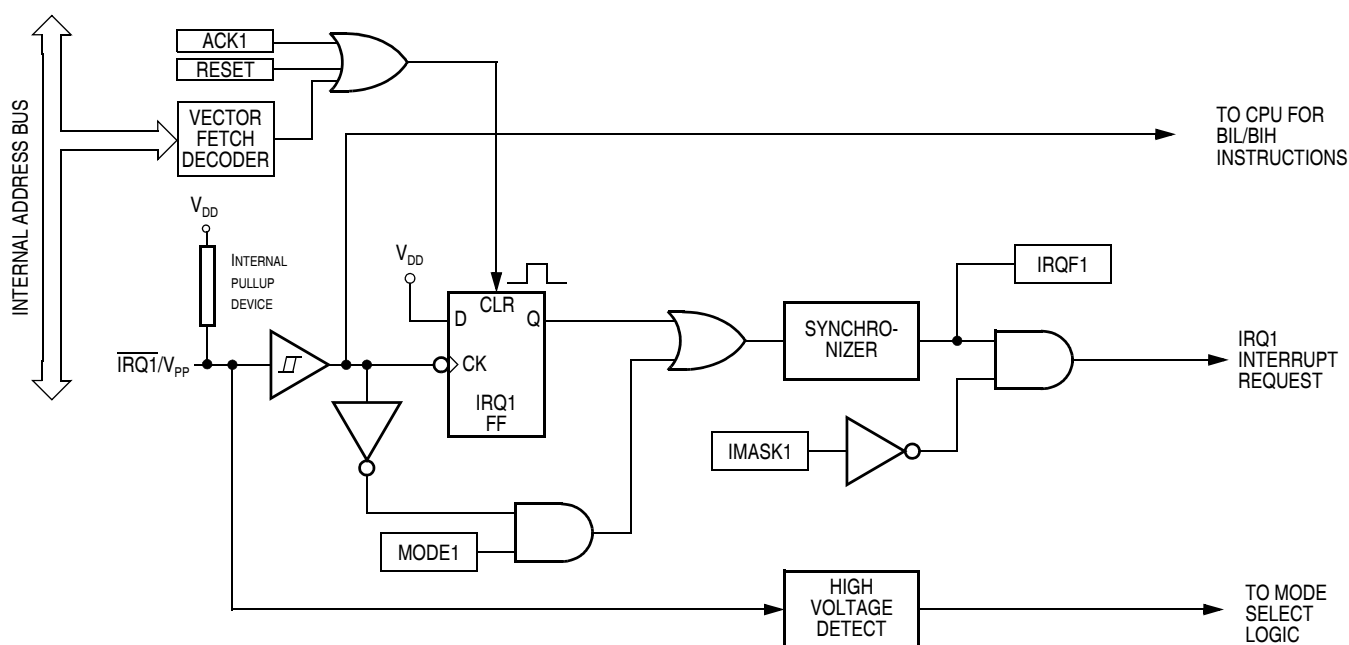 INTERNAL ADDRESS BUS
ACK1
RESET
VECTOR
FETCH
DECODER
TO CPU FOR
BIL/BIH
INSTRUCTIONS
VDD
INTERNAL
PULLUP
DEVICE
VDD
IRQF1
CLR
D
Q
CK
IRQ1
FF
SYNCHRO-
NIZER
IRQ1
INTERRUPT
REQUEST
IRQ1/VPP
IMASK1
MODE1
HIGH
VOLTAGE
DETECT
TO MODE
SELECT
LOGIC